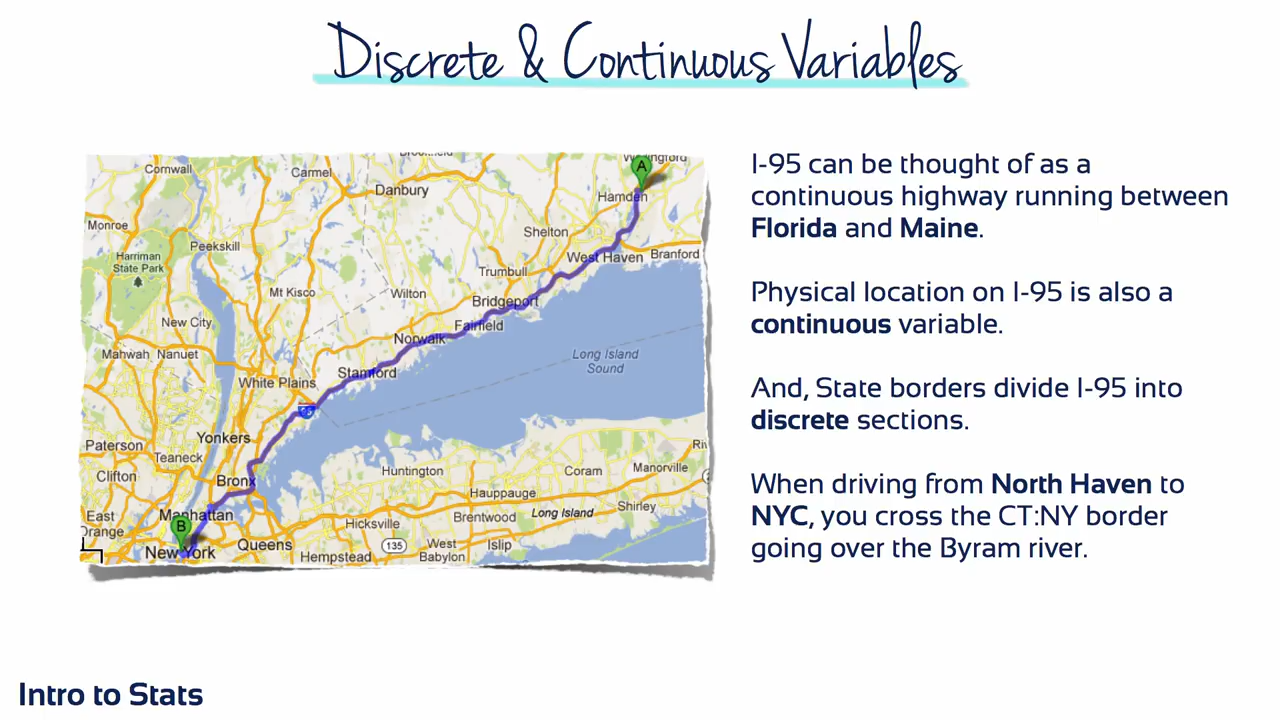 Discrete & Continuous Variables
I-95 can be thought of as a
continuous highway running between
Florida and Maine.
Physical location on I-95 is also a
continuous variable.
And, State borders divide I-95 into
discrete sections.
When driving from North Haven to
NYC, you cross the CT:NY border
going over the Byram river.
Cornwall
Carmel
Danbury
A
Hamden
Monroe
Peekskill
Shelton
Harriman
State Park
West Haven
Branford
Trumbull
Mt Kisco
Wilton
Bridgeport
New City
Fairfield
Norwalk
Mahwah
Nanuet
Long Island
Sound
Stamford
White Plains
Yonkers
Paterson
Teaneck
Clifton
Bronx
Huntington
Coram
Manorville
Hauppauge
East
Orange
Manhattan
B
Hicksville
Brentwood
Long Island
Shirley
New York
Queens
Hempstead
135
West
Babylon
Islip
Intro to Stats